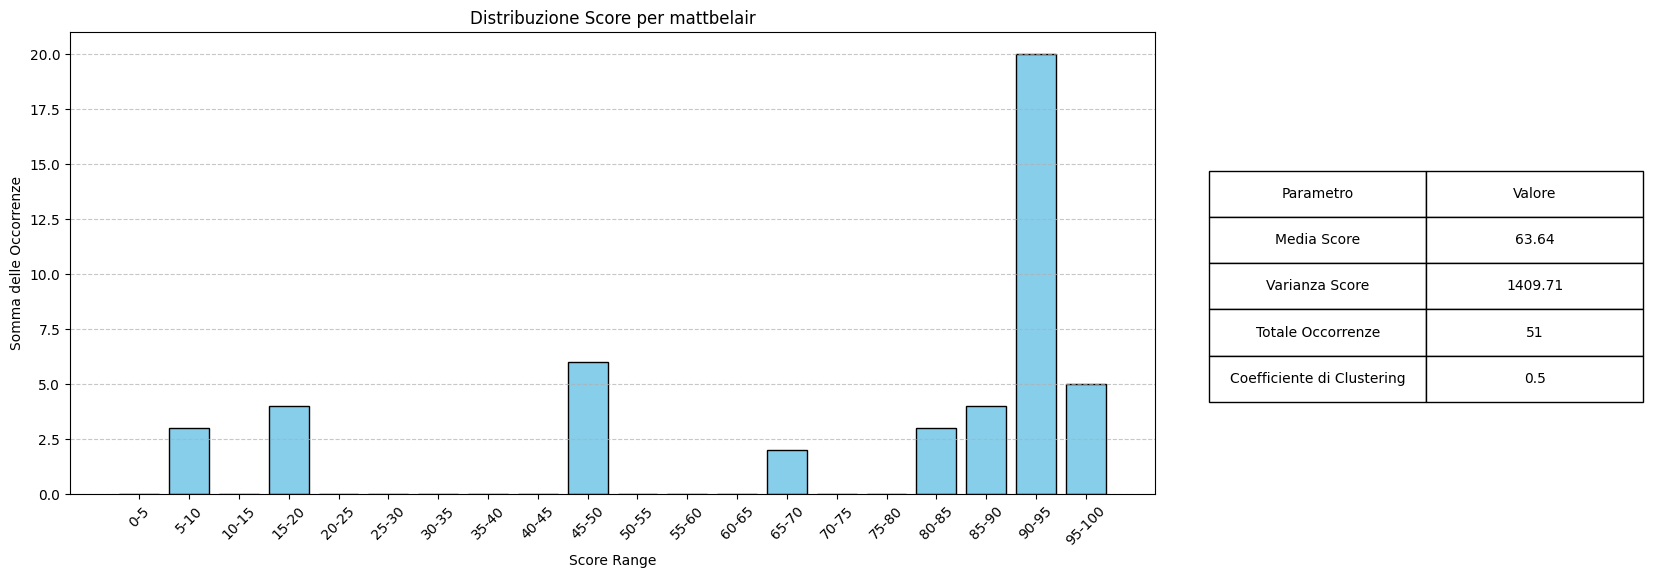 Distribuzione Score per mattbelair
Somma delle Occorrenze
20.0
17.5
15.0
12.5
10.0
7.5
5.0
2.5
0.0
0-5 5-10 10-15 15-20 20-25 25-30 30-35 35-40 40-45 45-50 50-55 55-60 60-65 65-70 70-75 75-80 80-85 85-90 90-95 95-100
Score Range
Parametro Valore
Media Score 63.64
Varianza Score 1409.71
Totale Occorrenze 51
Coefficiente di Clustering 0.5